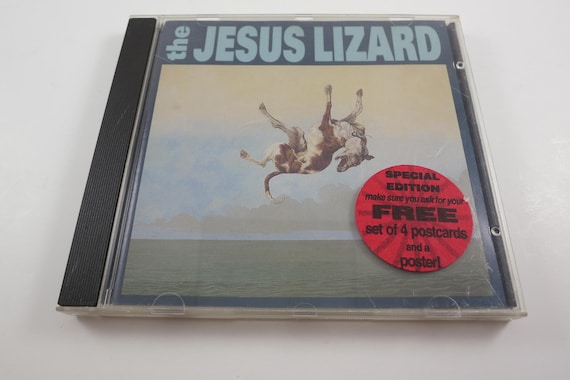 the JESUS LIZARD
SPECIAL
EDITION
make sure you ask for your
FREE
set of 4 postcards
and a
poster!